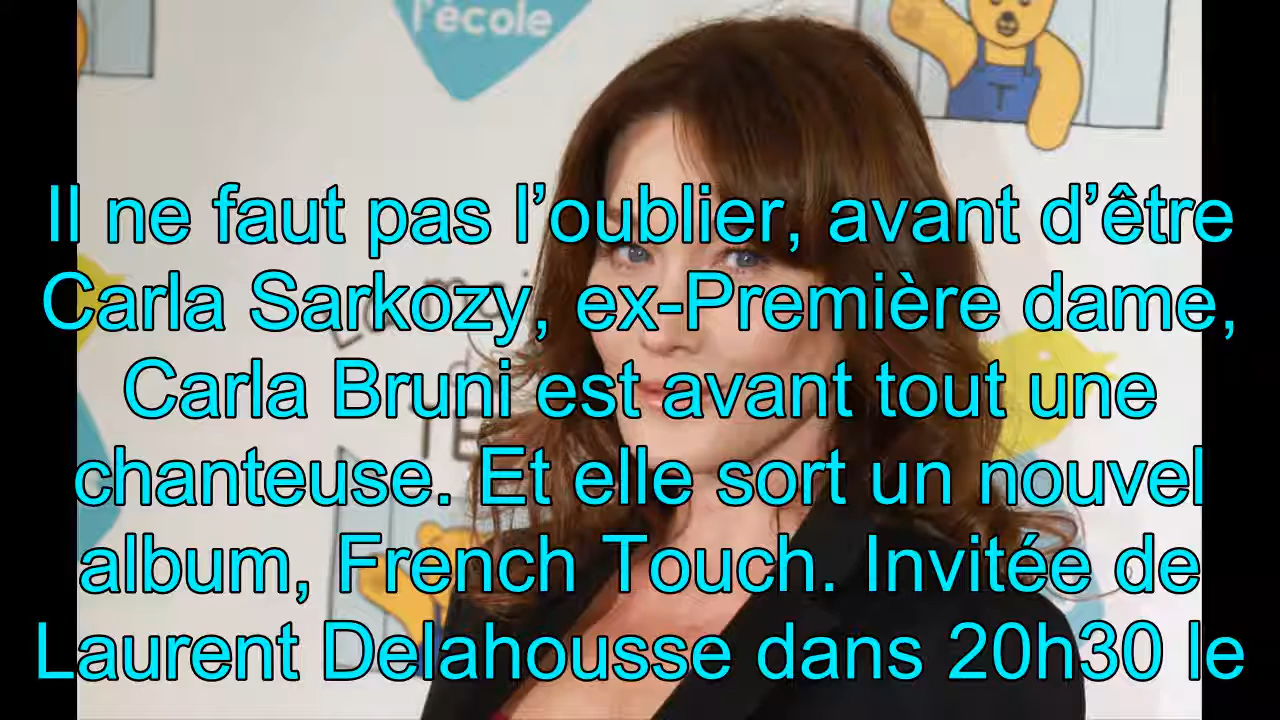 l'école
T
Il ne faut pas l’oublier, avant d’être
Carla Sarkozy, ex-Première dame,
Carla Bruni est avant tout une
chanteuse. Et elle sort un nouvel
album, French Touch. Invitée de
Laurent Delahousse dans 20h30 le